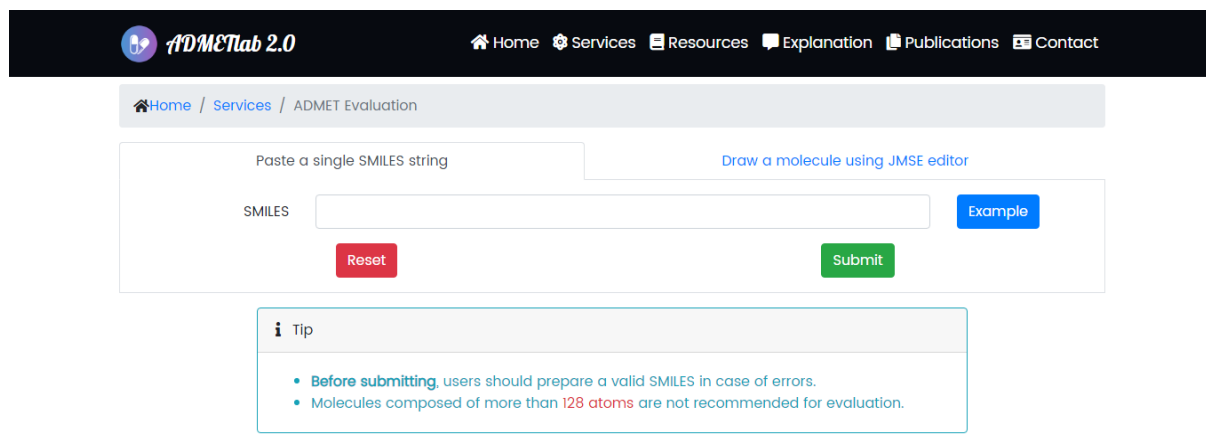 ADMETlab 2.0 Home Services Resources Explanation Publications Contact
Home / Services / ADMET Evaluation
Paste a single SMILES string Draw a molecule using JMSE editor
SMILES Example
Reset Submit
i Tip
Before submitting, users should prepare a valid SMILES in case of errors.
Molecules composed of more than 128 atoms are not recommended for evaluation.